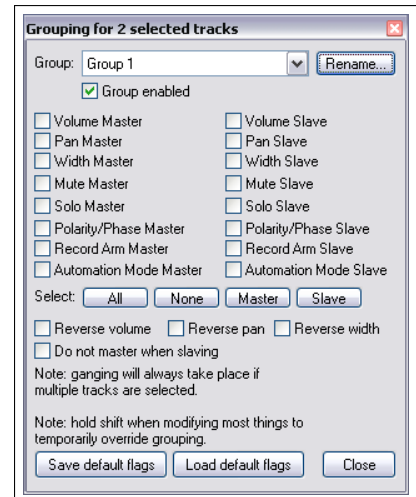 Grouping for 2 selected tracks
Group: Group 1 Rename...
Group enabled
Volume Master Volume Slave
Pan Master Pan Slave
Width Master Width Slave
Mute Master Mute Slave
Solo Master Solo Slave
Polarity/Phase Master Polarity/Phase Slave
Record Arm Master Record Arm Slave
Automation Mode Master Automation Mode Slave
Select: All None Master Slave
Reverse volume Reverse pan Reverse width
Do not master when slaving
Note: ganging will always take place if
multiple tracks are selected.
Note: hold shift when modifying most things to
temporarily override grouping.
Save default flags Load default flags Close